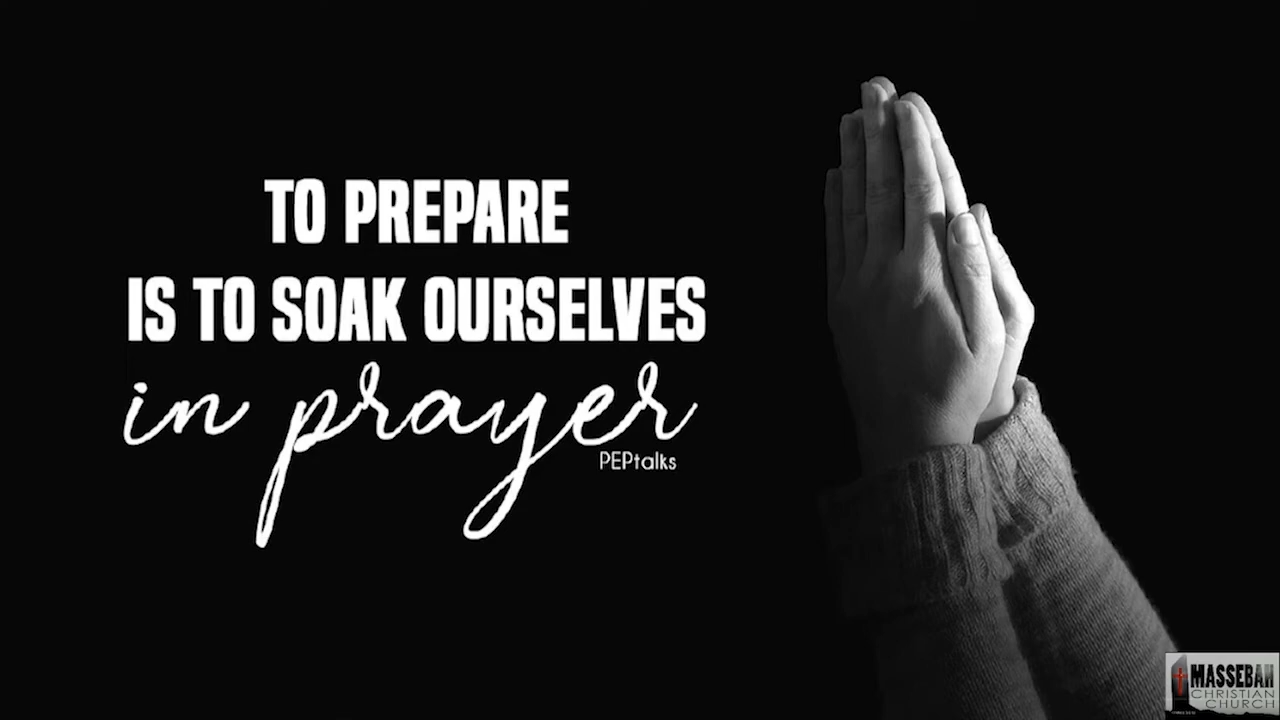 TO PREPARE
IS TO SOAK OURSELVES
in prayer
PEPtalks
MASSEBAH
CHRISTIAN
CHURCH